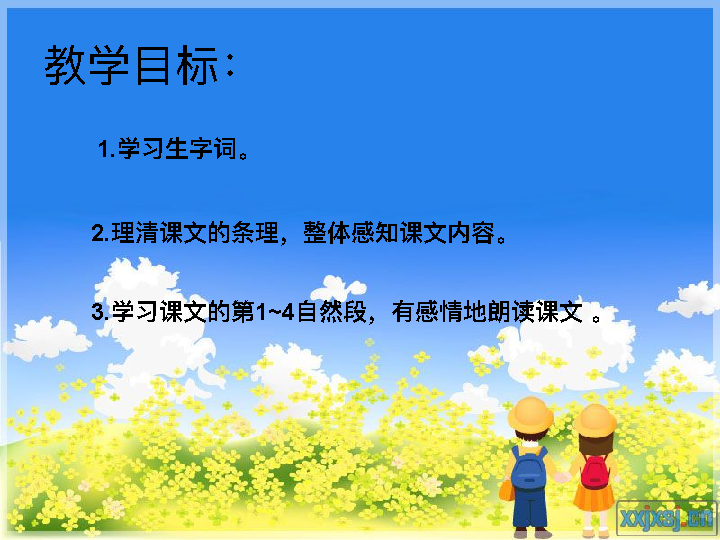 教学目标：
1.学习生字词。
2.理清课文的条理，整体感知课文内容。
3.学习课文的第1~4自然段，有感情地朗读课文 。
xxjxsj.cn